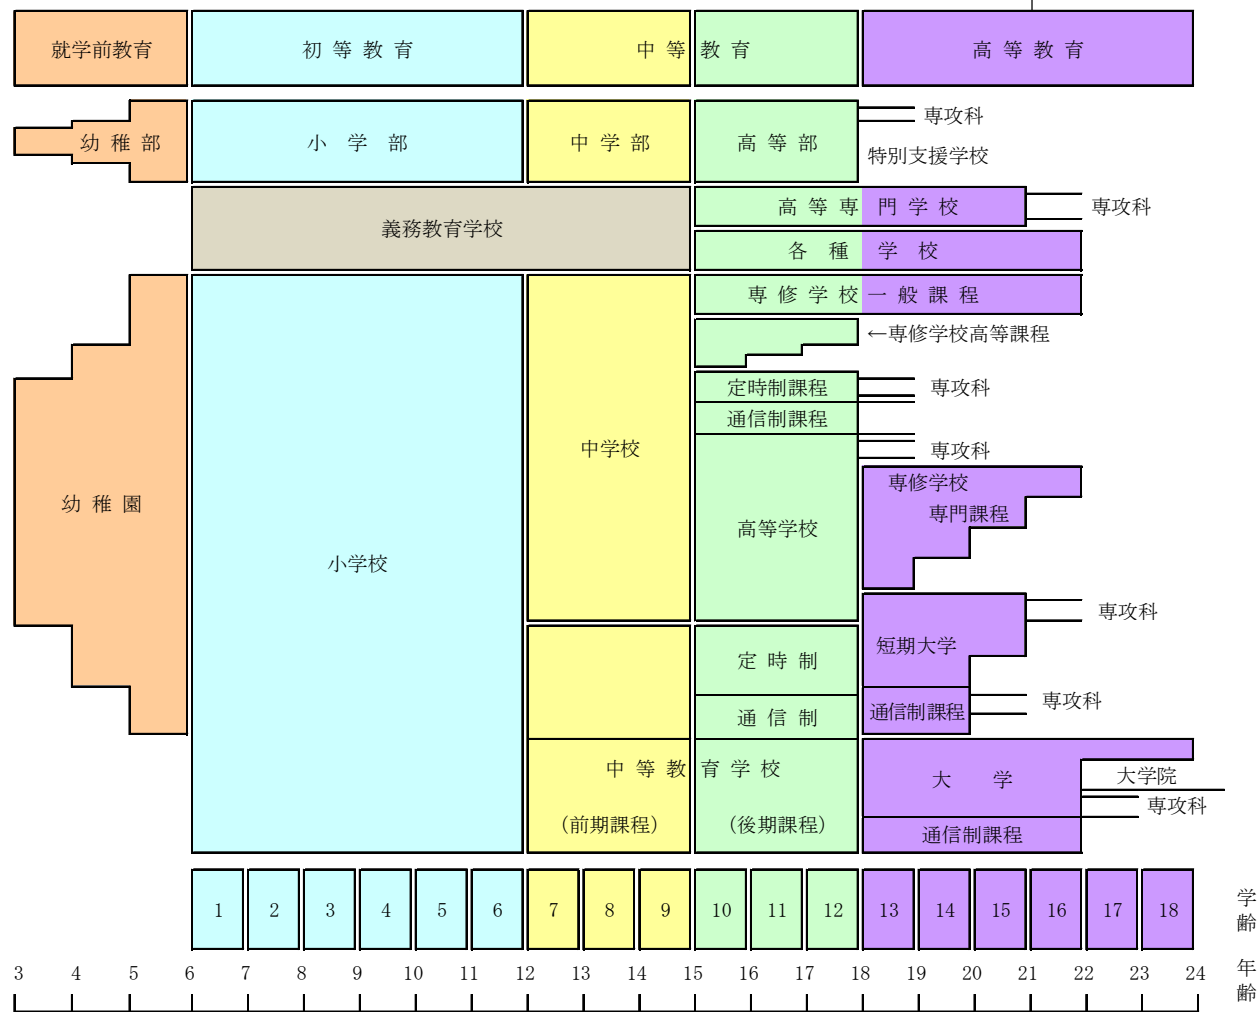 就学前教育
初等教育
中等教育
高等教育
幼稚部
小学部
中学部
高等部
専攻科
特別支援学校
義務教育学校
高等専門学校
専攻科
各種学校
専修学校一般課程
←専修学校高等課程
定時制課程
専攻科
通信制課程
中学校
専攻科
専修学校
幼稚園
専門課程
高等学校
小学校
専攻科
短期大学
定時制
専攻科
通信制
通信制課程
中等教育学校
大学
大学院
専攻科
(前期課程)
(後期課程)
通信制課程
1 2 3 4 5 6 7 8 9 10 11 12 13 14 15 16 17 18
学齢
3 4 5 6 7 8 9 10 11 12 13 14 15 16 17 18 19 20 21 22 23 24
年齢